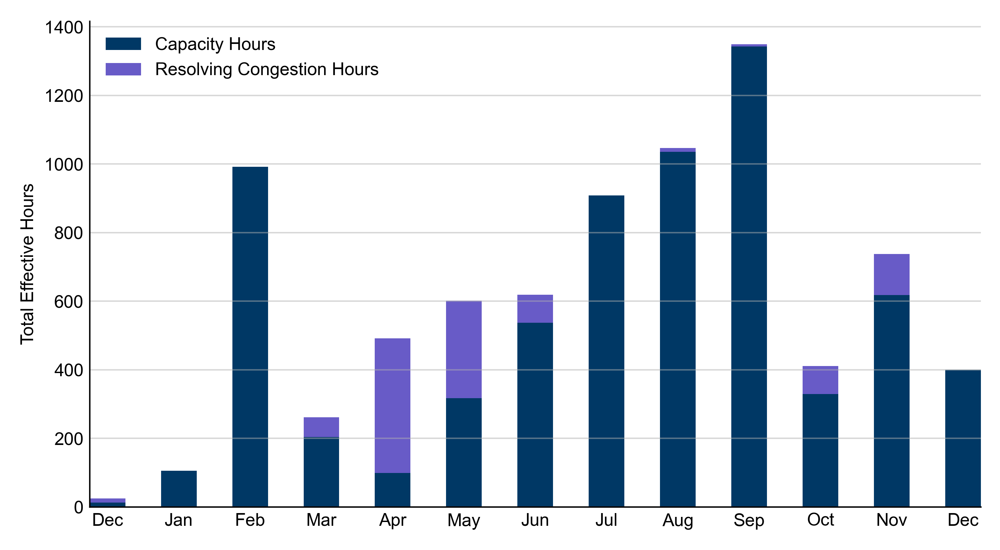 Capacity Hours
Resolving Congestion Hours
Total Effective Hours
1400
1200
1000
800
600
400
200
0
Dec Jan Feb Mar Apr May Jun Jul Aug Sep Oct Nov Dec